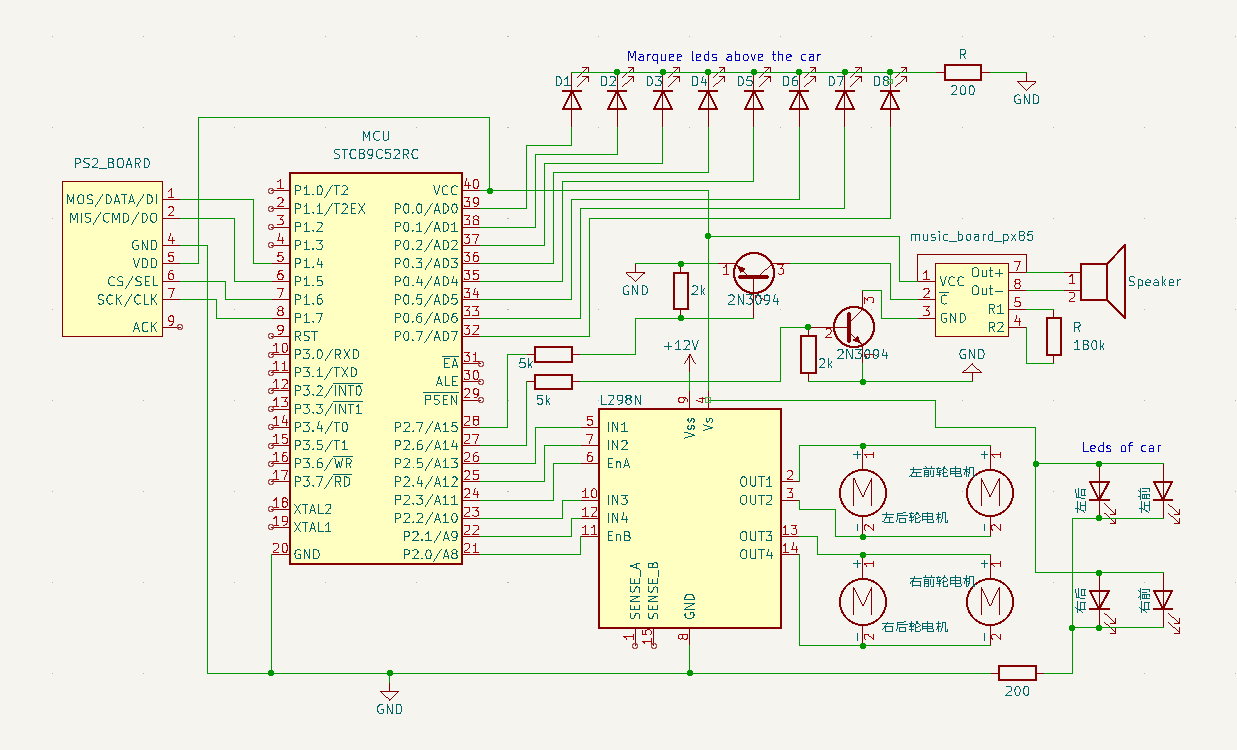 Marquee leds above the car
D1 D2 D3 D4 D5 D6 D7 D8
R
200
GND
MCU
STCB9C52RC
PS2_BOARD
MOS/DATA/DI 1
MIS/CMD/DO 2
GND 4
VDD 5
CS/SEL 6
SCK/CLK 7
ACK 9
1 P1.0/T2
2 P1.1/T2EX
3 P1.2
4 P1.3
5 P1.4
6 P1.5
7 P1.6
8 P1.7
9 RST
10 P3.0/RXD
11 P3.1/TXD
12 P3.2/INT0
13 P3.3/INT1
14 P3.4/T0
15 P3.5/T1
16 P3.6/WR
17 P3.7/RD
18 XTAL2
19 XTAL1
20 GND
VCC 40
P0.0/AD0 39
P0.1/AD1 38
P0.2/AD2 37
P0.3/AD3 36
P0.4/AD4 35
P0.5/AD5 34
P0.6/AD6 33
P0.7/AD7 32
EA 31
ALE 30
PSEN 29
P2.7/A15 28
P2.6/A14 27
P2.5/A13 26
P2.4/A12 25
P2.3/A11 24
P2.2/A10 23
P2.1/A9 22
P2.0/A8 21
GND
2k
1 3
2N3094
5k
5k
+12V
2k
2
3
1
2N3004
GND
music_board_px85
1 VCC
2 C
3 GND
Out+ 7
Out- 8
R1 5
R2 4
1
2
Speaker
R
180k
L298N
9 Vss
4 Vs
5 IN1
7 IN2
6 EnA
10 IN3
12 IN4
11 EnB
OUT1 2
OUT2 3
OUT3 13
OUT4 14
1 SENSE_A
15 SENSE_B
8 GND
+ 1
M
- 2
左后轮电机
+ 1
M
- 2
左前轮电机
+ 1
M
- 2
右后轮电机
+ 1
M
- 2
右前轮电机
Leds of car
左后
左前
右后
右前
200
GND